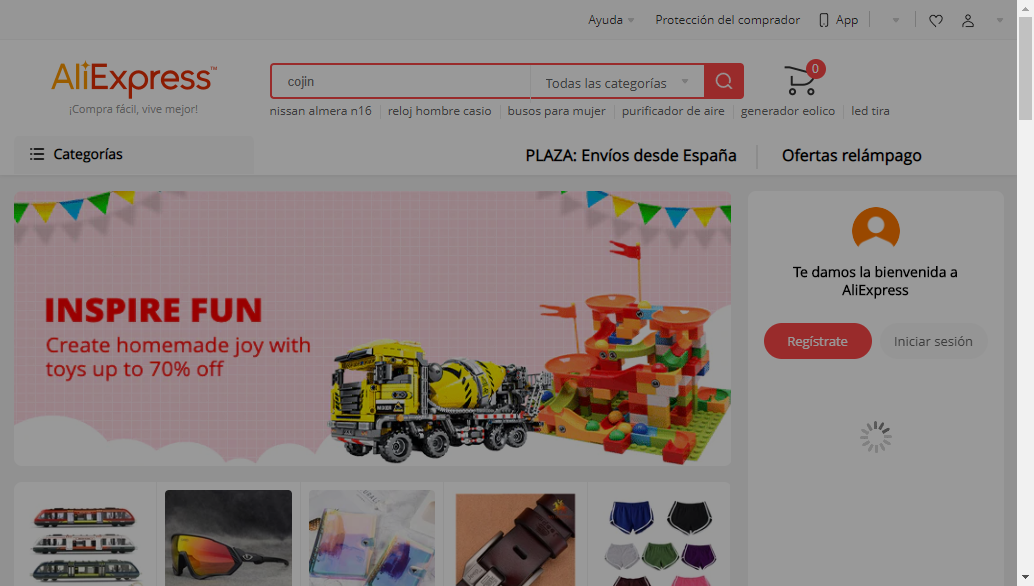 Ayuda Protección del comprador App
AliExpress™
¡Compra fácil, vive mejor!
cojin Todas las categorías
0
nissan almera n16 reloj hombre casio busos para mujer purificador de aire generador eolico led tira
Categorías
PLAZA: Envíos desde España Ofertas relámpago
INSPIRE FUN
Create homemade joy with
toys up to 70% off
Te damos la bienvenida a
AliExpress
Regístrate Iniciar sesión